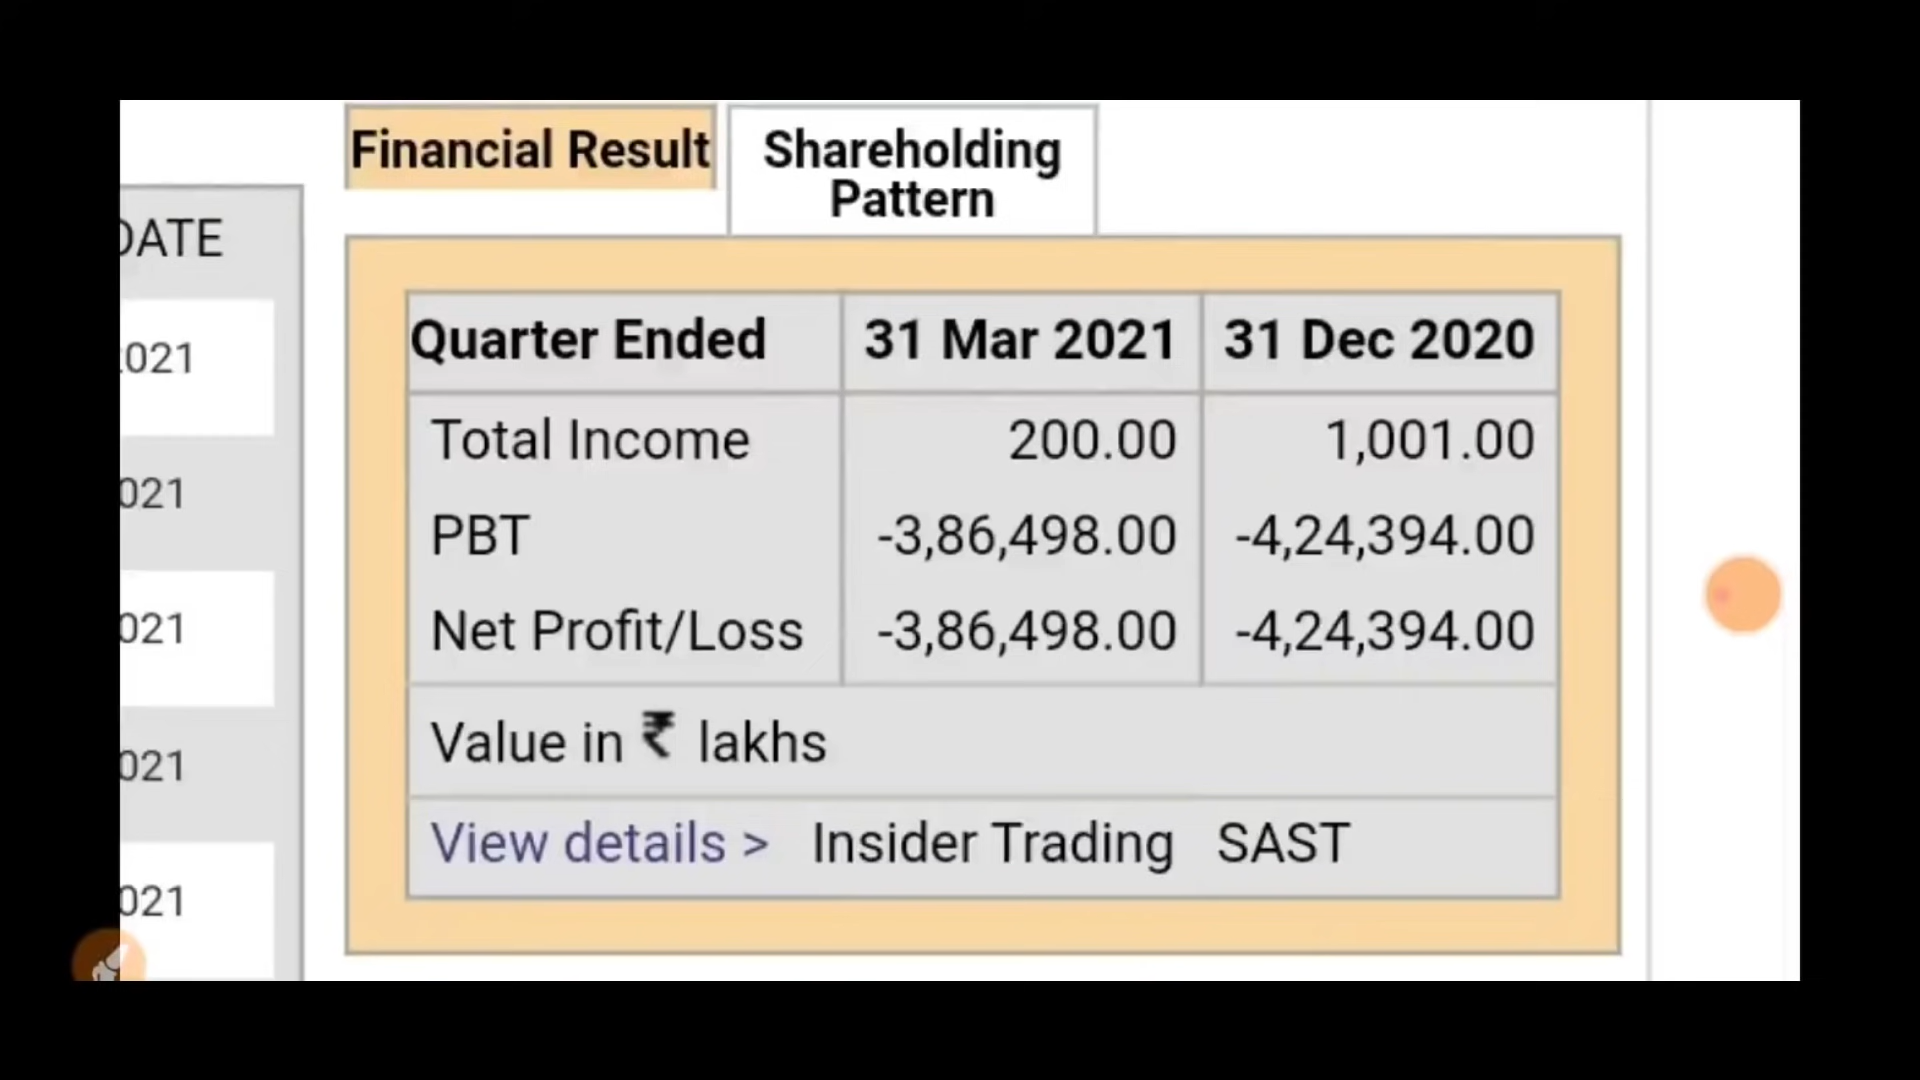 Financial Result
Shareholding
Pattern
DATE
2021
021
021
021
021
Quarter Ended 31 Mar 2021 31 Dec 2020
Total Income 200.00 1,001.00
PBT -3,86,498.00 -4,24,394.00
Net Profit/Loss -3,86,498.00 -4,24,394.00
Value in ₹ lakhs
View details > Insider Trading SAST